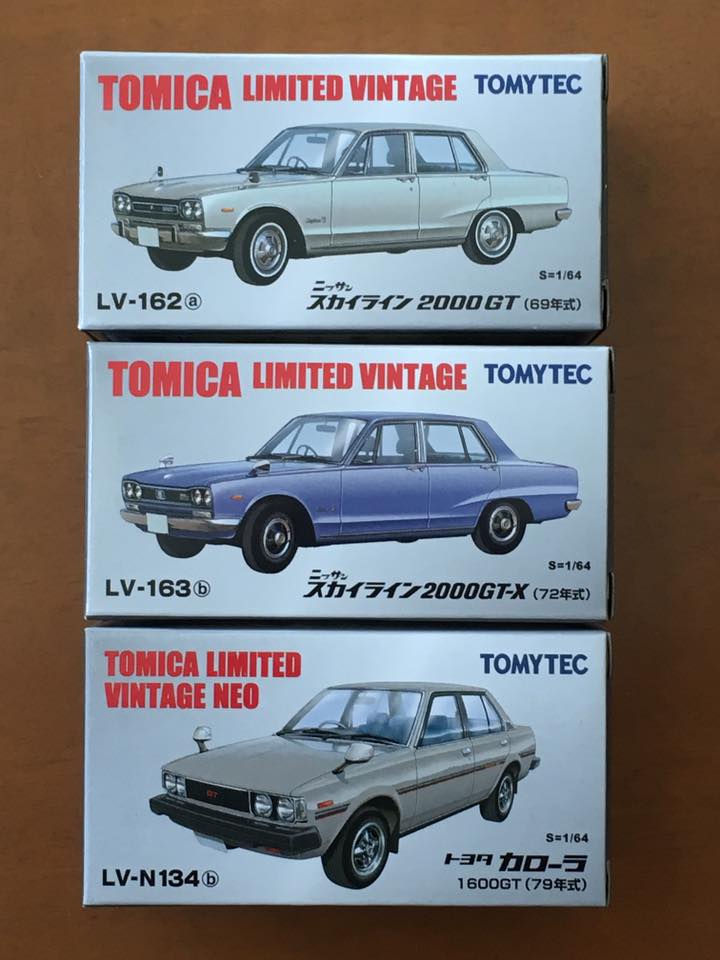 TOMICA LIMITED VINTAGE TOMYTEC
S=1/64
LV-162ⓐ ニッサン スカイライン 2000GT (69年式)
TOMICA LIMITED VINTAGE TOMYTEC
S=1/64
LV-163ⓑ ニッサン スカイライン2000GT-X (72年式)
TOMICA LIMITED
VINTAGE NEO
TOMYTEC
GT
S=1/64
トヨタ カローラ
LV-N134ⓑ 1600GT (79年式)